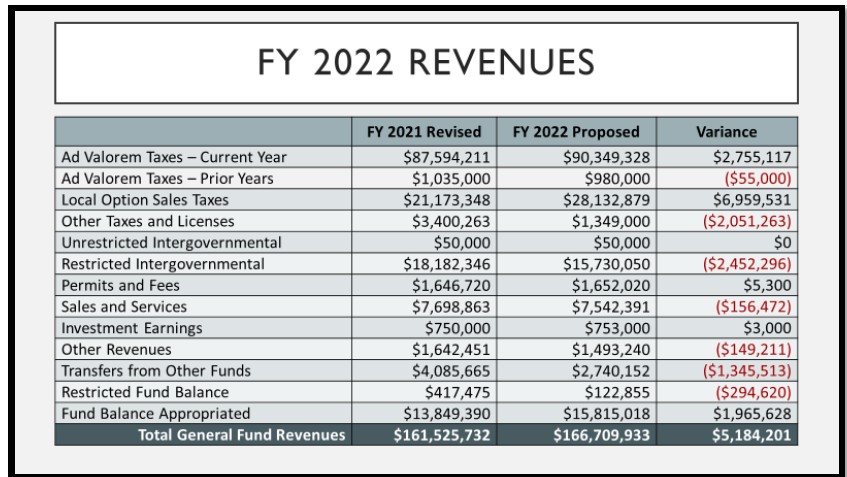 FY 2022 REVENUES
FY 2021 Revised FY 2022 Proposed Variance
Ad Valorem Taxes – Current Year $87,594,211 $90,349,328 $2,755,117
Ad Valorem Taxes – Prior Years $1,035,000 $980,000 ($55,000)
Local Option Sales Taxes $21,173,348 $28,132,879 $6,959,531
Other Taxes and Licenses $3,400,263 $1,349,000 ($2,051,263)
Unrestricted Intergovernmental $50,000 $50,000 $0
Restricted Intergovernmental $18,182,346 $15,730,050 ($2,452,296)
Permits and Fees $1,646,720 $1,652,020 $5,300
Sales and Services $7,698,863 $7,542,391 ($156,472)
Investment Earnings $750,000 $753,000 $3,000
Other Revenues $1,642,451 $1,493,240 ($149,211)
Transfers from Other Funds $4,085,665 $2,740,152 ($1,345,513)
Restricted Fund Balance $417,475 $122,855 ($294,620)
Fund Balance Appropriated $13,849,390 $15,815,018 $1,965,628
Total General Fund Revenues $161,525,732 $166,709,933 $5,184,201